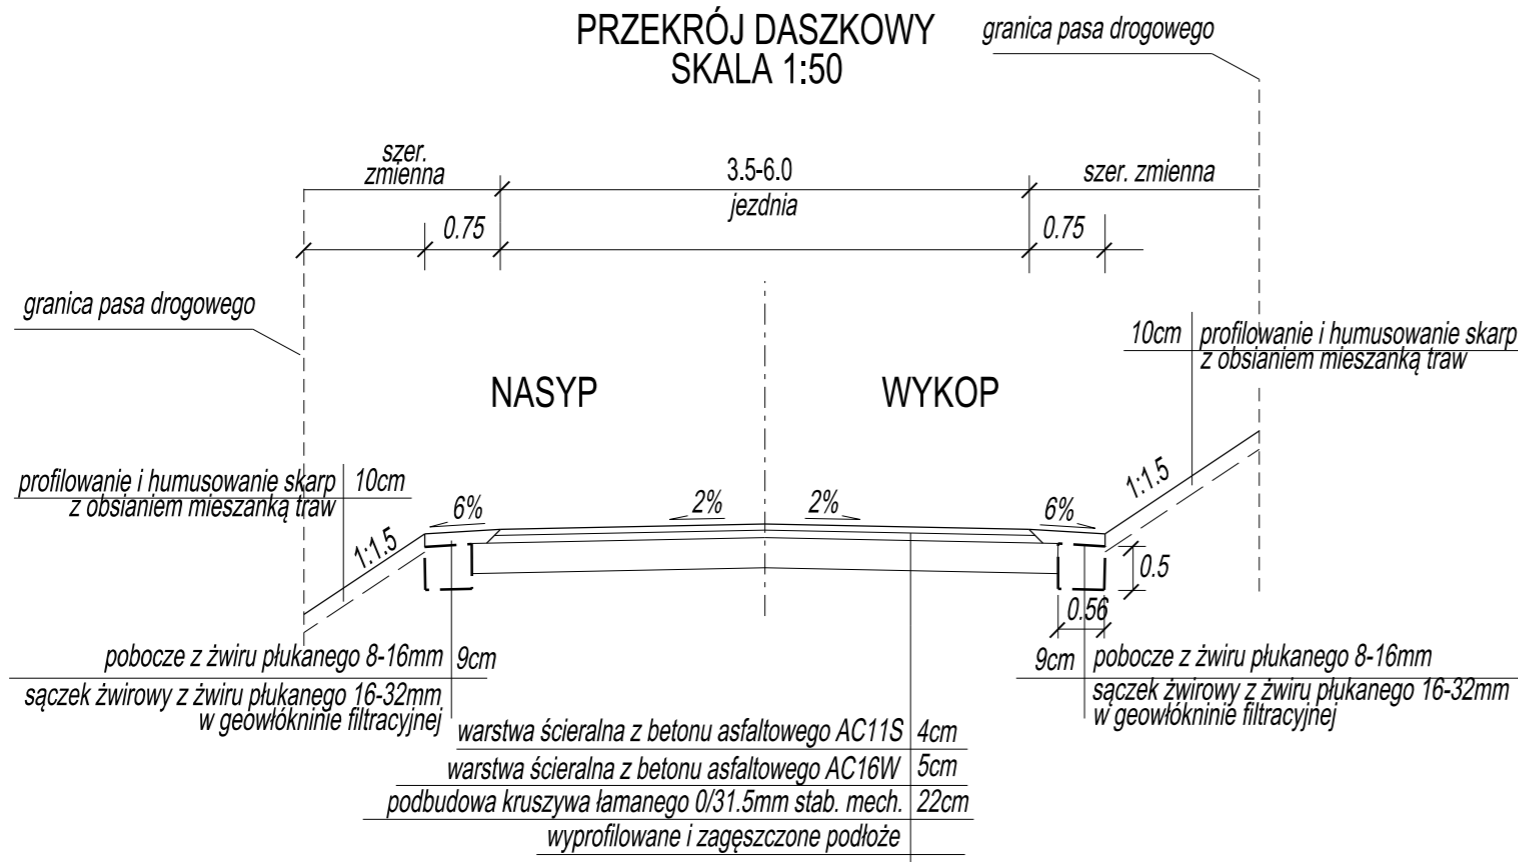 PRZEKRÓJ DASZKOWY
SKALA 1:50
granica pasa drogowego
szer.
zmienna
3.5-6.0
jezdnia
szer. zmienna
0.75
0.75
granica pasa drogowego
10cm profilowanie i humusowanie skarp
z obsianiem mieszanką traw
NASYP
WYKOP
profilowanie i humusowanie skarp 10cm
z obsianiem mieszanką traw
1:1.5
6%
2%
2%
6%
1:1.5
0.5
0.56
pobocze z żwiru płukanego 8-16mm 9cm
sączek żwirowy z żwiru płukanego 16-32mm
w geowłókninie filtracyjnej
9cm pobocze z żwiru płukanego 8-16mm
sączek żwirowy z żwiru płukanego 16-32mm
w geowłókninie filtracyjnej
warstwa ścieralna z betonu asfaltowego AC11S 4cm
warstwa ścieralna z betonu asfaltowego AC16W 5cm
podbudowa kruszywa łamanego 0/31.5mm stab. mech. 22cm
wyprofilowane i zagęszczone podłoże